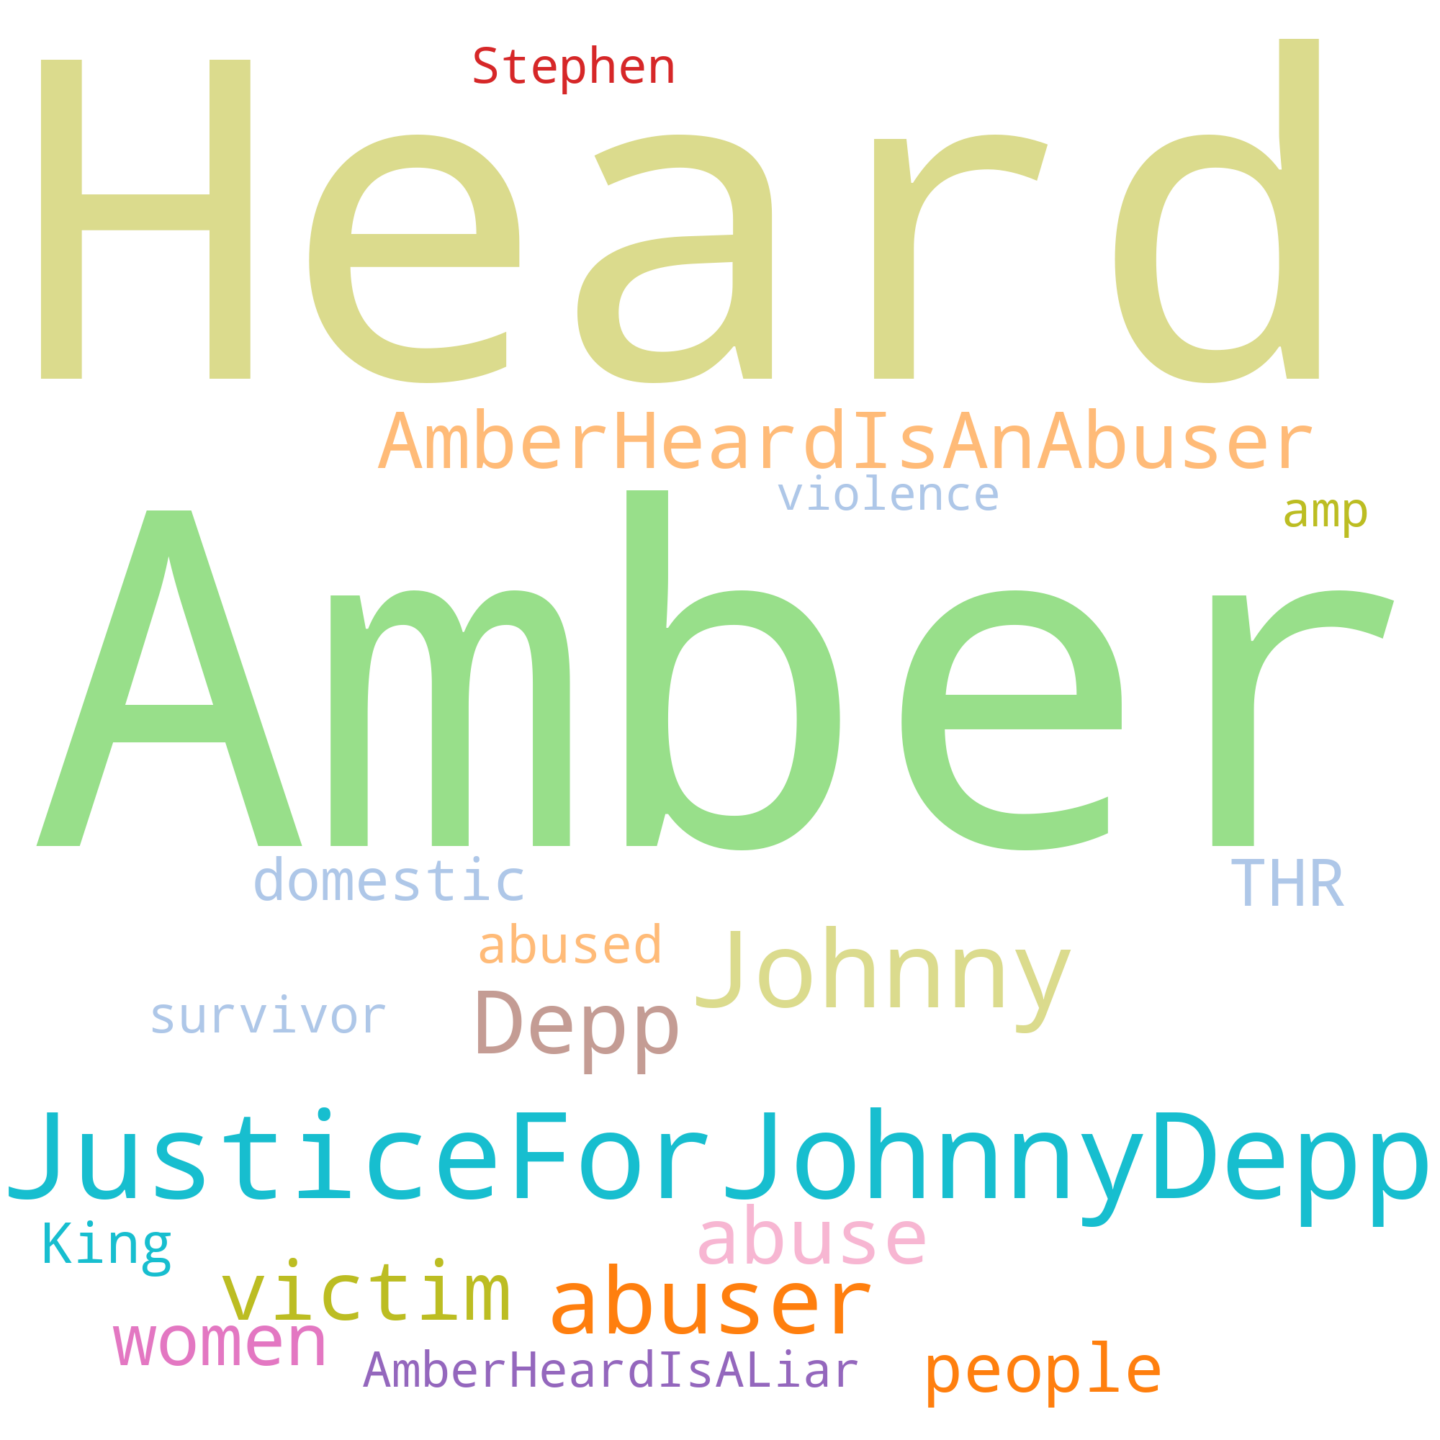 Stephen
Heard
AmberHeardIsAnAbuser
violence
amp
Amber
domestic
THR
abused
Johnny
survivor
Depp
JusticeForJohnnyDepp
King
abuse
victim
abuser
women
AmberHeardIsALiar
people